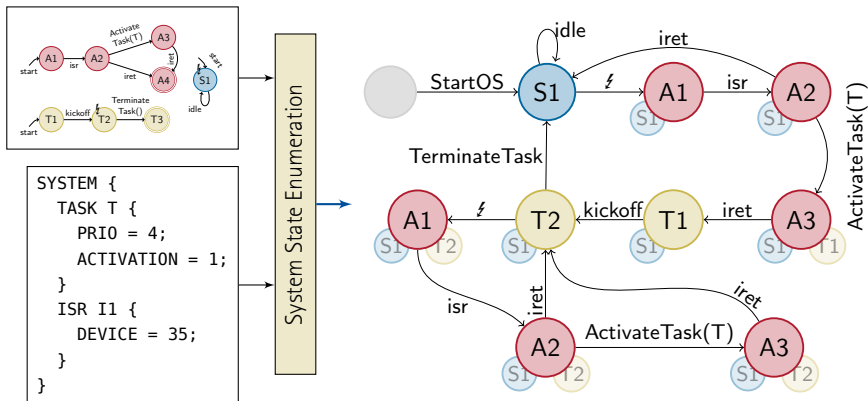 Activate
Task(T)
A3
A1
isr
A2
iret
iret
A4
start
start
S1
idle
T1
kickoff
T2
Terminate
Task()
T3
start
SYSTEM {
TASK T {
PRIO = 4;
ACTIVATION = 1;
}
ISR I1 {
DEVICE = 35;
}
}
System State Enumeration
idle
iret
StartOS
S1
A1
isr
A2
S1
S1
ActivateTask(T)
TerminateTask
A1
T2
kickoff
T1
iret
A3
S1
T2
S1
S1
S1
T1
isr
iret
iret
A2
ActivateTask(T)
A3
S1
T2
S1
T2